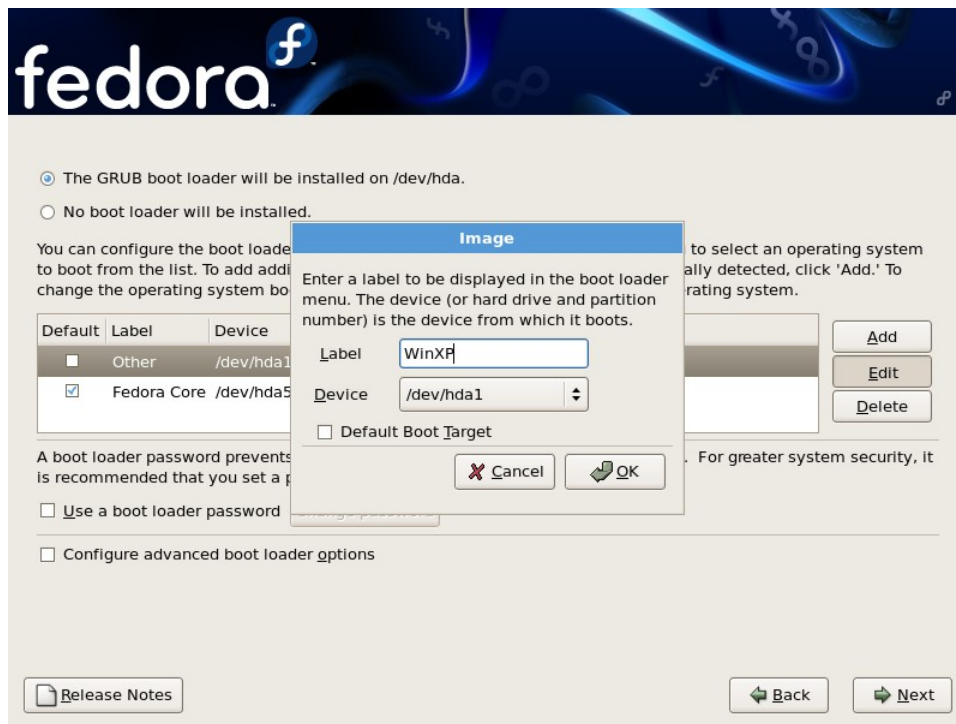 fedora
The GRUB boot loader will be installed on /dev/hda.
No boot loader will be installed.
You can configure the boot loade
to select an operating system
to boot from the list. To add addi
ally detected, click 'Add.' To
change the operating system bo
rating system.
Image
Enter a label to be displayed in the boot loader
menu. The device (or hard drive and partition
number) is the device from which it boots.
Label WinXP
Device /dev/hda1
Default Boot Target
Cancel OK
Default Label Device
Other /dev/hda1
Fedora Core /dev/hda5
Add
Edit
Delete
A boot loader password prevents
. For greater system security, it
is recommended that you set a p
Use a boot loader password
Configure advanced boot loader options
Release Notes Back Next